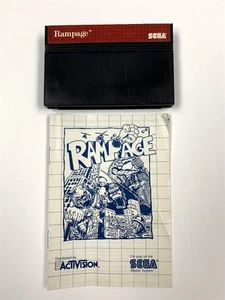 Rampage™
SEGA
RAMPAGE
Distributed by
ACTIVISION.
For play on the
SEGA
Master System